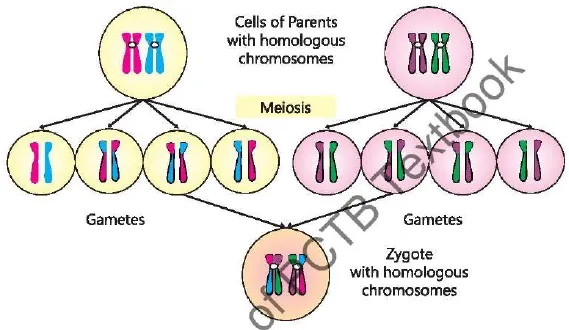 Cells of Parents
with homologous
chromosomes
Meiosis
Gametes
Gametes
Zygote
with homologous
chromosomes
of PCTB Textbook